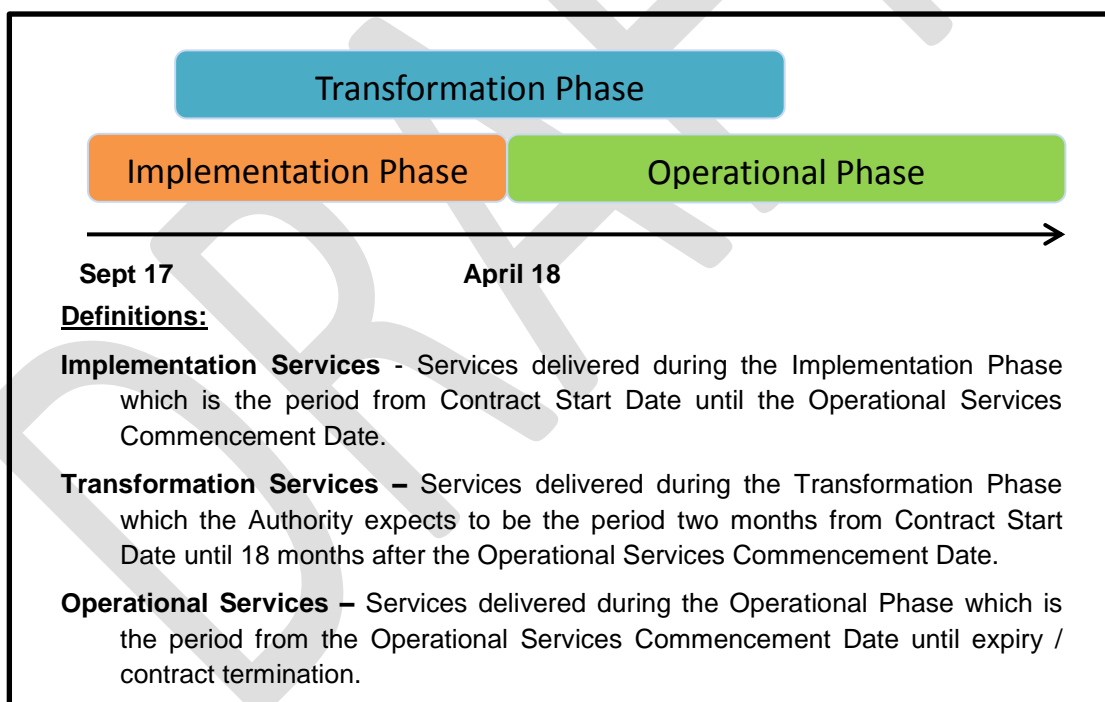 Transformation Phase
Implementation Phase Operational Phase
Sept 17 April 18
Definitions:
Implementation Services - Services delivered during the Implementation Phase
which is the period from Contract Start Date until the Operational Services
Commencement Date.
Transformation Services – Services delivered during the Transformation Phase
which the Authority expects to be the period two months from Contract Start
Date until 18 months after the Operational Services Commencement Date.
Operational Services – Services delivered during the Operational Phase which is
the period from the Operational Services Commencement Date until expiry /
contract termination.
DRAFT